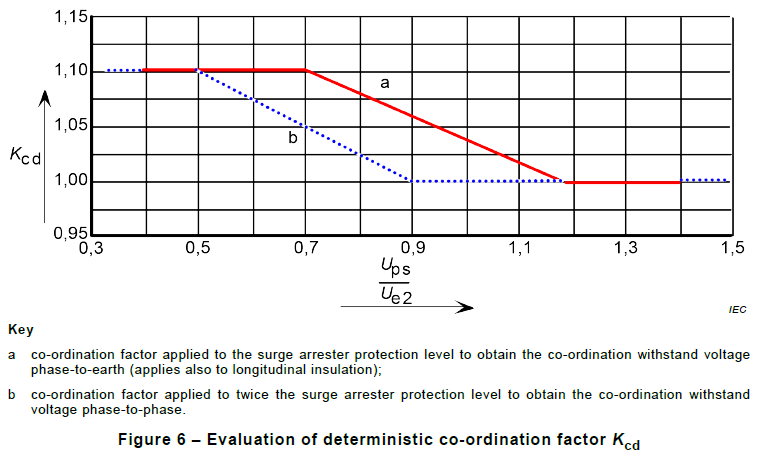 1,15
1,10
1,05
1,00
0,95
Kcd
a
b
0,3 0,5 0,7 0,9 1,1 1,3 1,5
Ups
Ue2
IEC
Key
a co-ordination factor applied to the surge arrester protection level to obtain the co-ordination withstand voltage
phase-to-earth (applies also to longitudinal insulation);
b co-ordination factor applied to twice the surge arrester protection level to obtain the co-ordination withstand
voltage phase-to-phase.
Figure 6 – Evaluation of deterministic co-ordination factor Kcd